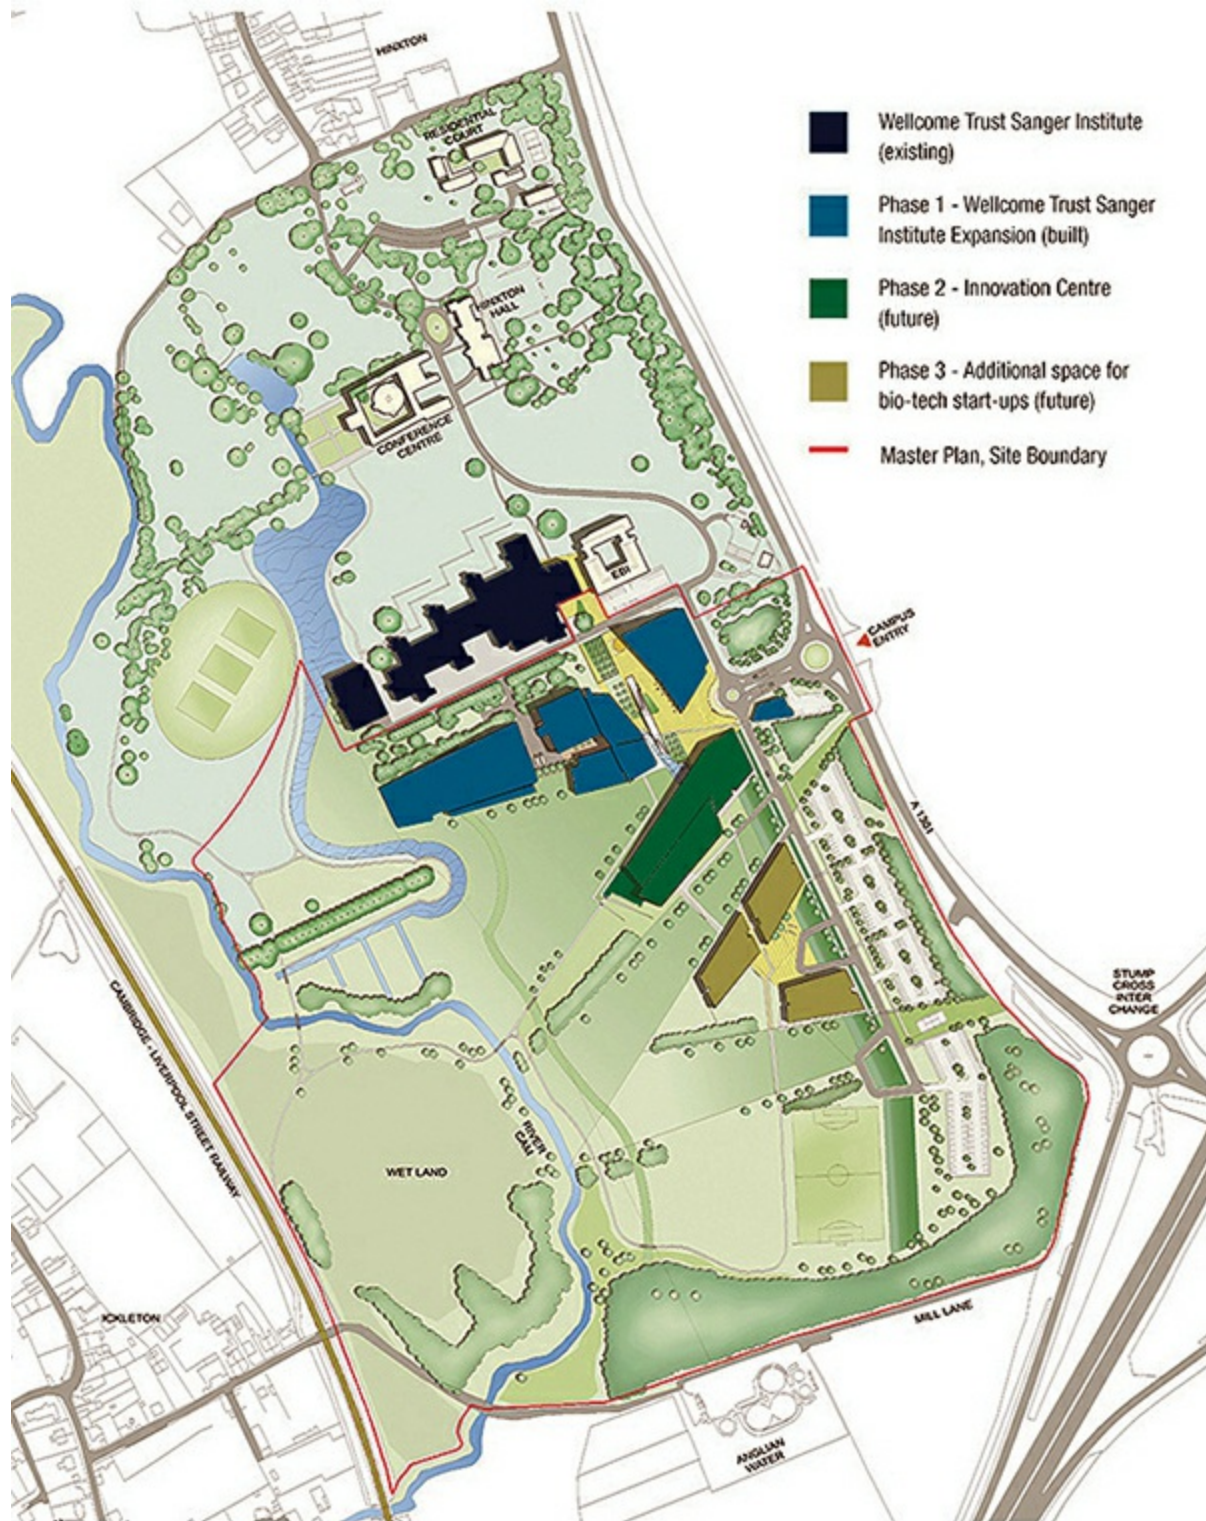 HINXTON
RESIDENTIAL
COURT
HINXTON
HALL
CONFERENCE
CENTRE
EBI
Wellcome Trust Sanger Institute
(existing)
Phase 1 - Wellcome Trust Sanger
Institute Expansion (built)
Phase 2 - Innovation Centre
(future)
Phase 3 - Additional space for
bio-tech start-ups (future)
Master Plan, Site Boundary
CAMPUS
ENTRY
A 1301
STUMP
CROSS
INTER
CHANGE
CAMBRIDGE - LIVERPOOL STREET RAILWAY
RIVER
CAM
WET LAND
ICKLETON
MILL LANE
ANGLIAN
WATER